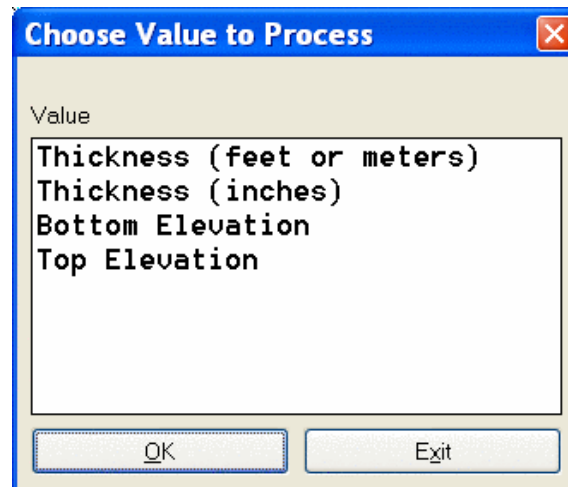 Choose Value to Process
Value
Thickness (feet or meters)
Thickness (inches)
Bottom Elevation
Top Elevation
OK Exit